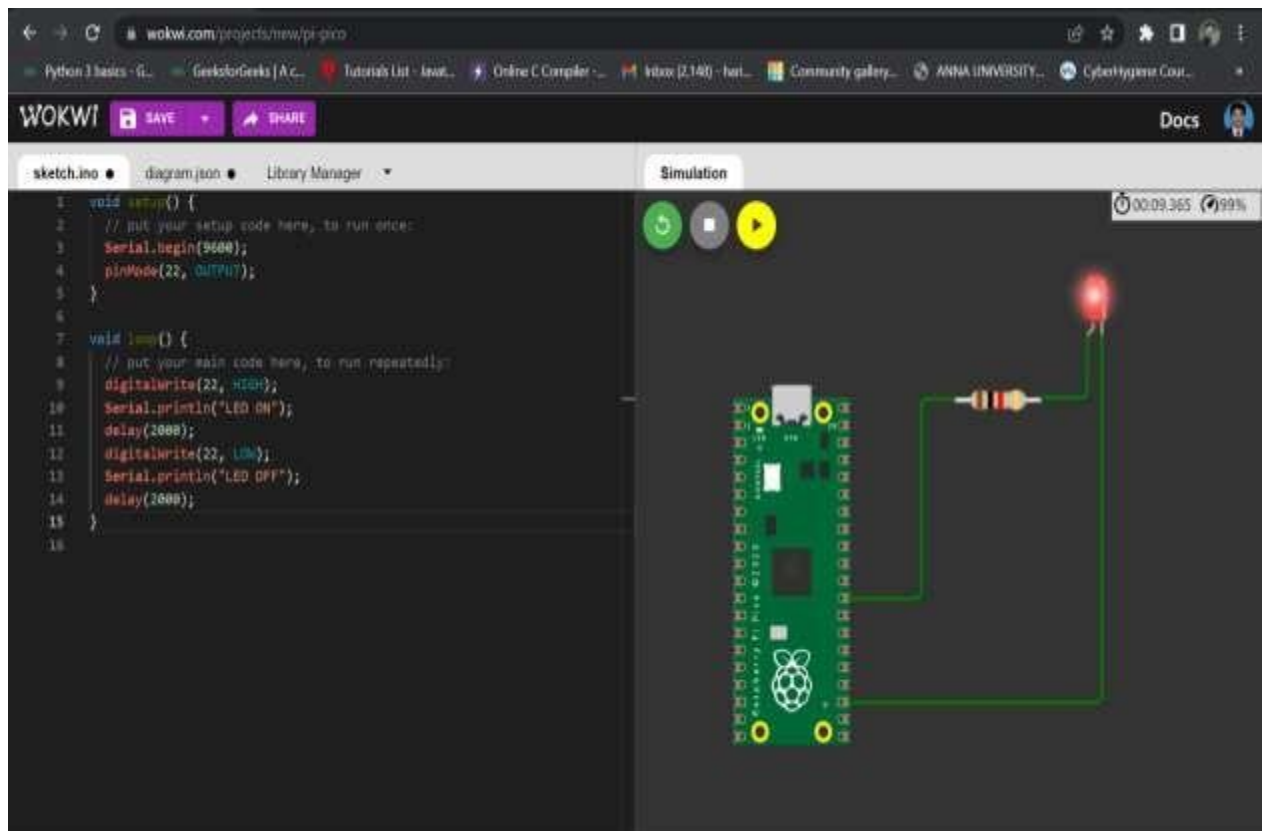 wokwi.com/projects/new/pi-pico
Python 3 basics - G... GeeksforGeeks | A c... Tutorials List - Javat... Online C Compiler -... Inbox (2,148) - hari... Community gallery... ANNA UNIVERSITY... CyberHygiene Cour...
WOKWI SAVE SHARE Docs
sketch.ino ● diagram.json ● Library Manager
Simulation
00:09.365 99%
1 void setup() {
2 // put your setup code here, to run once:
3 Serial.begin(9600);
4 pinMode(22, OUTPUT);
5 }
6
7 void loop() {
8 // put your main code here, to run repeatedly:
9 digitalWrite(22, HIGH);
10 Serial.println("LED ON");
11 delay(2000);
12 digitalWrite(22, LOW);
13 Serial.println("LED OFF");
14 delay(2000);
15 }
16
Raspberry Pi Pico ©2020